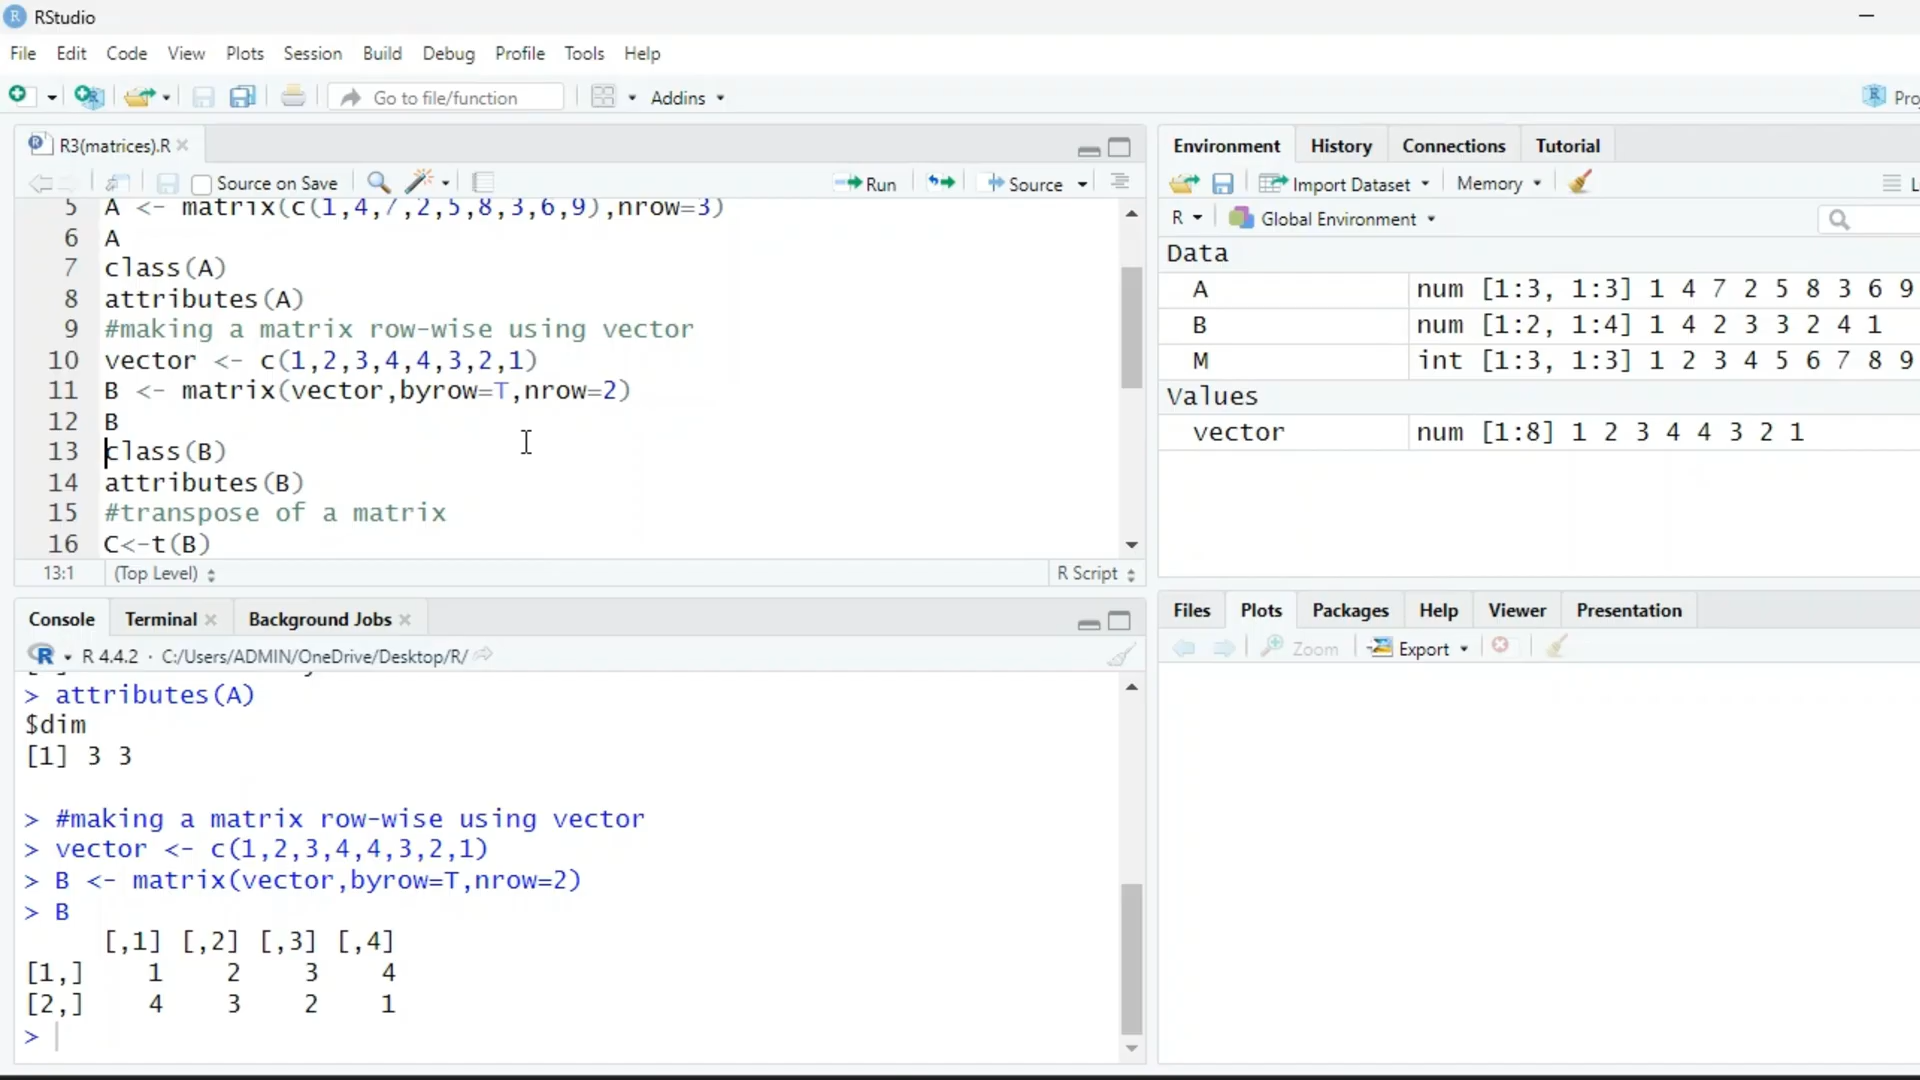 RStudio
File Edit Code View Plots Session Build Debug Profile Tools Help
Go to file/function Addins
R3(matrices).R
Source on Save Run Source
5 A <- matrix(c(1,4,7,2,5,8,3,6,9),nrow=3)
6 A
7 class(A)
8 attributes(A)
9 #making a matrix row-wise using vector
10 vector <- c(1,2,3,4,4,3,2,1)
11 B <- matrix(vector,byrow=T,nrow=2)
12 B
13 class(B)
14 attributes(B)
15 #transpose of a matrix
16 C<-t(B)
13:1 (Top Level) R Script
Console Terminal Background Jobs
R 4.4.2 · C:/Users/ADMIN/OneDrive/Desktop/R/
> attributes(A)
$dim
[1] 3 3
> #making a matrix row-wise using vector
> vector <- c(1,2,3,4,4,3,2,1)
> B <- matrix(vector,byrow=T,nrow=2)
> B
[,1] [,2] [,3] [,4]
[1,] 1 2 3 4
[2,] 4 3 2 1
>
Environment History Connections Tutorial
Import Dataset Memory
R Global Environment
Data
A num [1:3, 1:3] 1 4 7 2 5 8 3 6 9
B num [1:2, 1:4] 1 4 2 3 3 2 4 1
M int [1:3, 1:3] 1 2 3 4 5 6 7 8 9
Values
vector num [1:8] 1 2 3 4 4 3 2 1
Files Plots Packages Help Viewer Presentation
Zoom Export